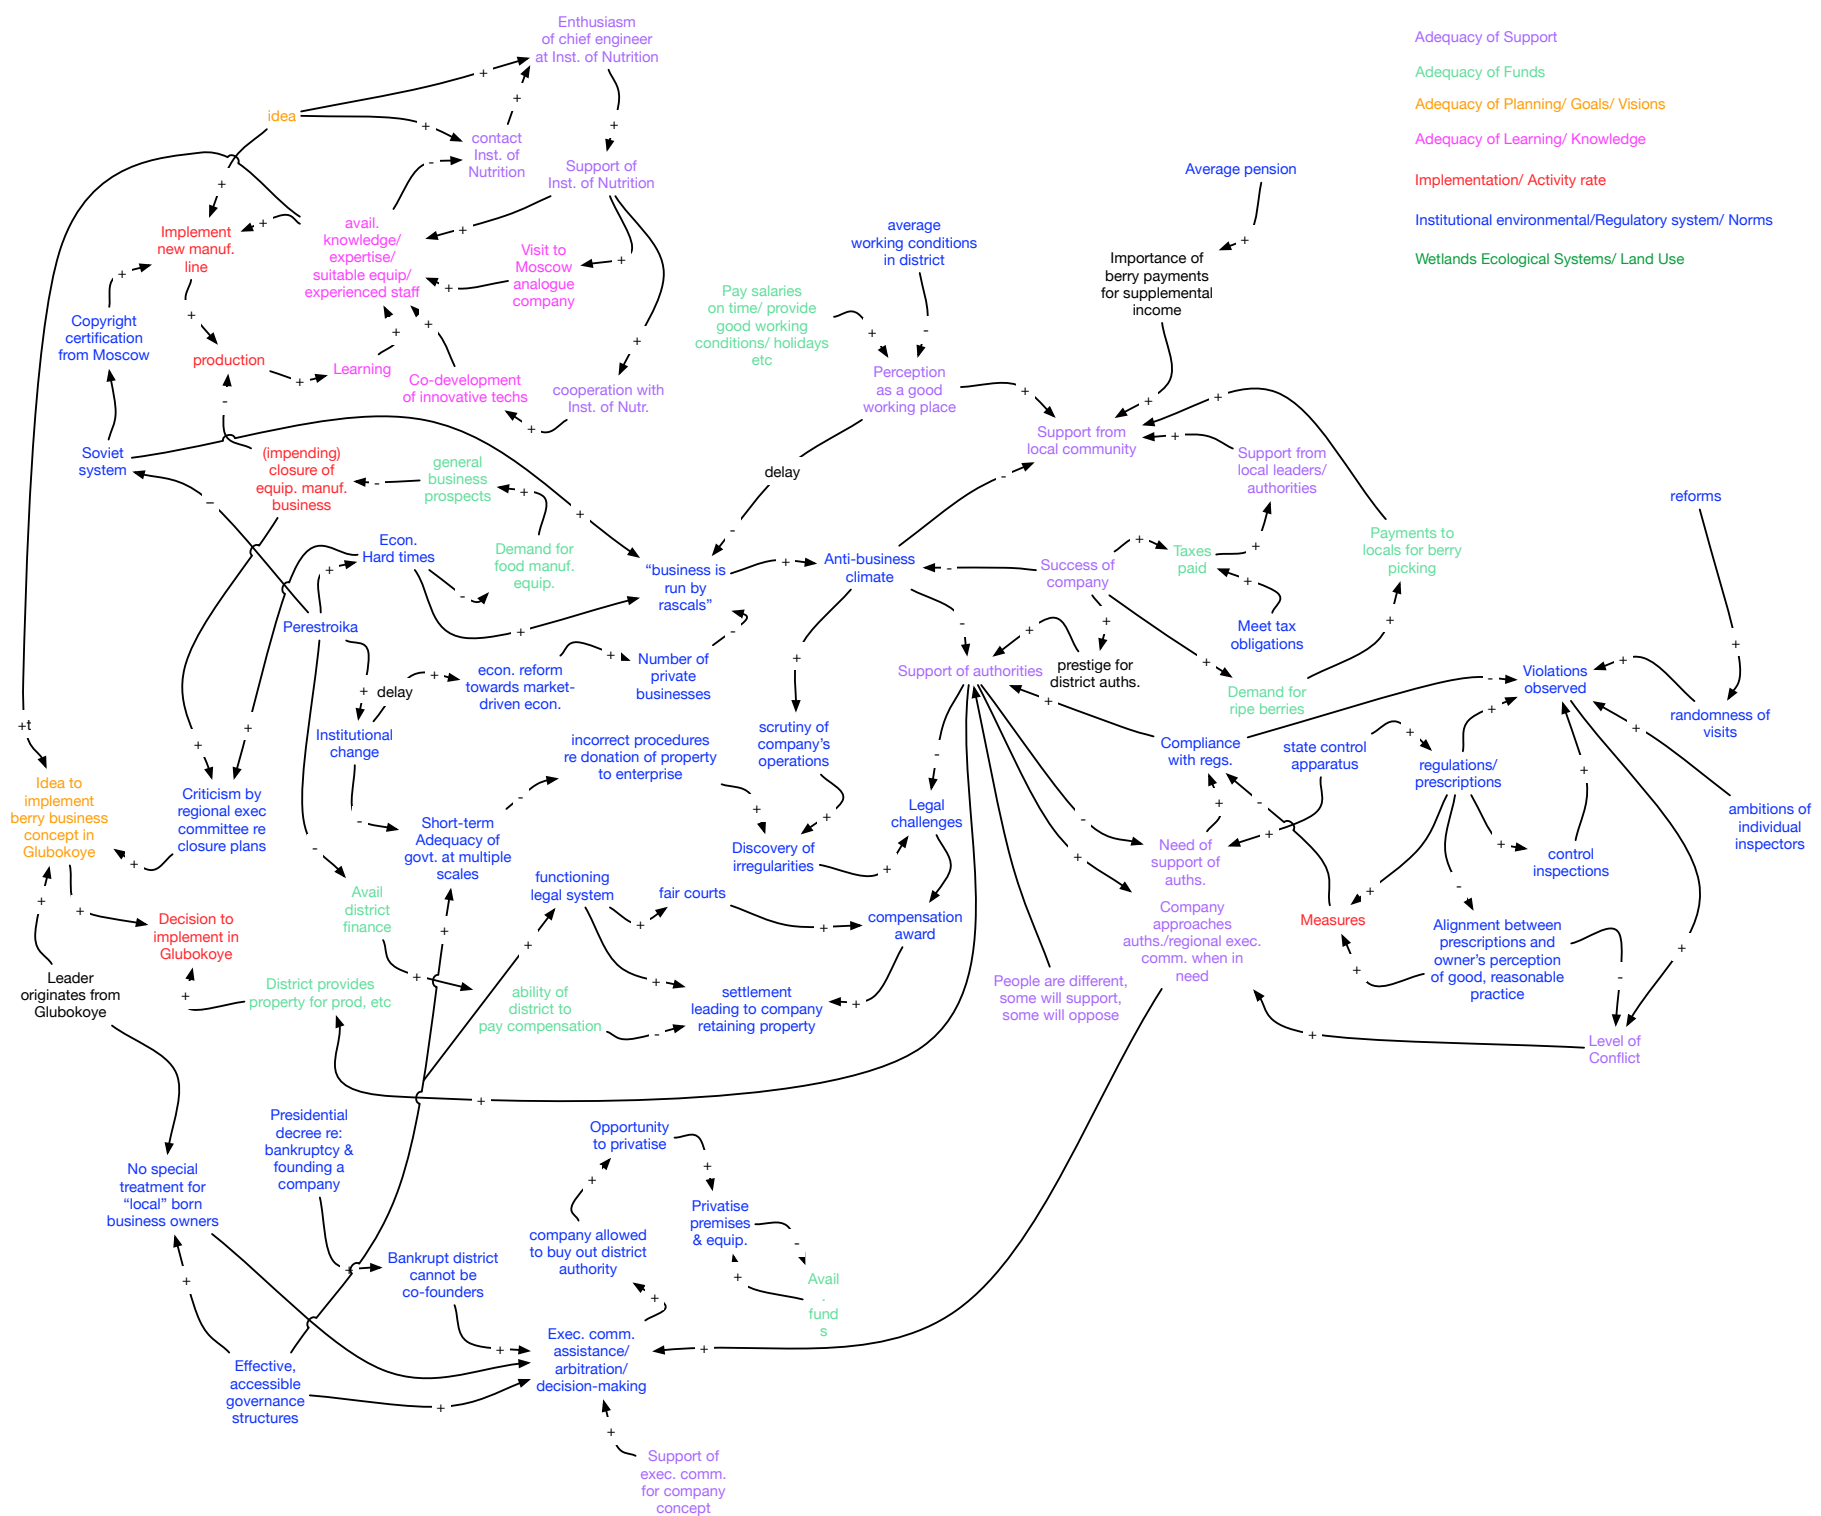 Enthusiasm
of chief engineer
at Inst. of Nutrition
Adequacy of Support
Adequacy of Funds
Adequacy of Planning/ Goals/ Visions
Adequacy of Learning/ Knowledge
Implementation/ Activity rate
Institutional environmental/Regulatory system/ Norms
Wetlands Ecological Systems/ Land Use
idea
contact
Inst. of
Nutrition
Support of
Inst. of Nutrition
Average pension
Implement
new manuf.
line
avail.
knowledge/
expertise/
suitable equip/
experienced staff
Visit to
Moscow
analogue
company
average
working conditions
in district
Importance of
berry payments
for supplemental
income
Pay salaries
on time/ provide
good working
conditions/ holidays
etc
Copyright
certification
from Moscow
production
Learning
Co-development
of innovative techs
cooperation with
Inst. of Nutr.
Perception
as a good
working place
Support from
local community
Support from
local leaders/
authorities
Soviet
system
(impending)
closure of
equip. manuf.
business
general
business
prospects
delay
reforms
Econ.
Hard times
Demand for
food manuf.
equip.
“business is
run by
rascals”
Anti-business
climate
Success of
company
Taxes
paid
Payments to
locals for berry
picking
Perestroika
Meet tax
obligations
econ. reform
towards market-
driven econ.
Number of
private
businesses
Support of authorities
prestige for
district auths.
Demand for
ripe berries
Violations
observed
delay
Institutional
change
incorrect procedures
re donation of property
to enterprise
scrutiny of
company’s
operations
Compliance
with regs.
state control
apparatus
regulations/
prescriptions
randomness of
visits
+t
Idea to
implement
berry business
concept in
Glubokoye
Criticism by
regional exec
committee re
closure plans
Short-term
Adequacy of
govt. at multiple
scales
Discovery of
irregularities
Legal
challenges
Need of
support of
auths.
control
inspections
ambitions of
individual
inspectors
Avail
district
finance
functioning
legal system
fair courts
compensation
award
Company
approaches
auths./regional exec.
comm. when in
need
Measures
Alignment between
prescriptions and
owner’s perception
of good, reasonable
practice
Decision to
implement in
Glubokoye
Leader
originates from
Glubokoye
District provides
property for prod, etc
ability of
district to
pay compensation
settlement
leading to company
retaining property
People are different,
some will support,
some will oppose
Level of
Conflict
Presidential
decree re:
bankruptcy &
founding a
company
Opportunity
to privatise
No special
treatment for
“local” born
business owners
Privatise
premises
& equip.
company allowed
to buy out district
authority
Bankrupt district
cannot be
co-founders
Avail
.
fund
s
Exec. comm.
assistance/
arbitration/
decision-making
Effective,
accessible
governance
structures
Support of
exec. comm.
for company
concept